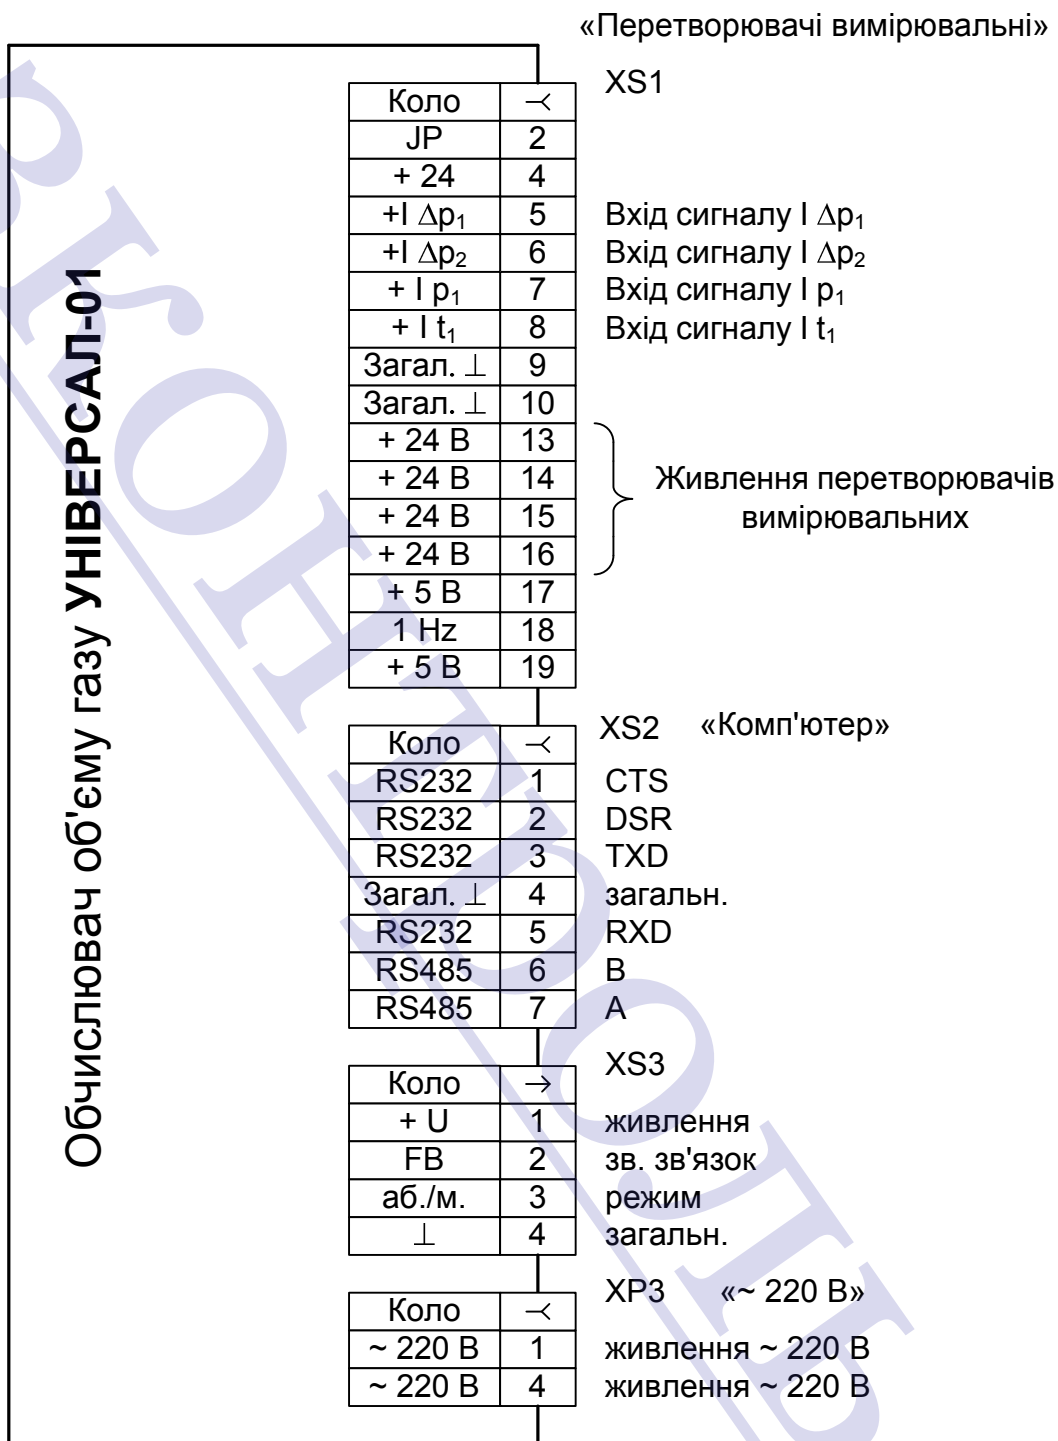 «Перетворювачі вимірювальні»
XS1
Коло
JP 2
+ 24 4
+I Δp₁ 5 Вхід сигналу I Δp₁
+I Δp₂ 6 Вхід сигналу I Δp₂
+ I p₁ 7 Вхід сигналу I p₁
+ I t₁ 8 Вхід сигналу I t₁
Загал. ⊥ 9
Загал. ⊥ 10
+ 24 В 13
+ 24 В 14
+ 24 В 15
+ 24 В 16
Живлення перетворювачів
вимірювальних
+ 5 В 17
1 Hz 18
+ 5 В 19
XS2 «Комп'ютер»
Коло
RS232 1 CTS
RS232 2 DSR
RS232 3 TXD
Загал. ⊥ 4 загальн.
RS232 5 RXD
RS485 6 B
RS485 7 A
XS3
Коло →
+ U 1 живлення
FB 2 зв. зв'язок
аб./м. 3 режим
⊥ 4 загальн.
XP3 «~ 220 В»
Коло
~ 220 В 1 живлення ~ 220 В
~ 220 В 4 живлення ~ 220 В
Обчислювач об'єму газу УНІВЕРСАЛ-01
КОНТРОЛЬ